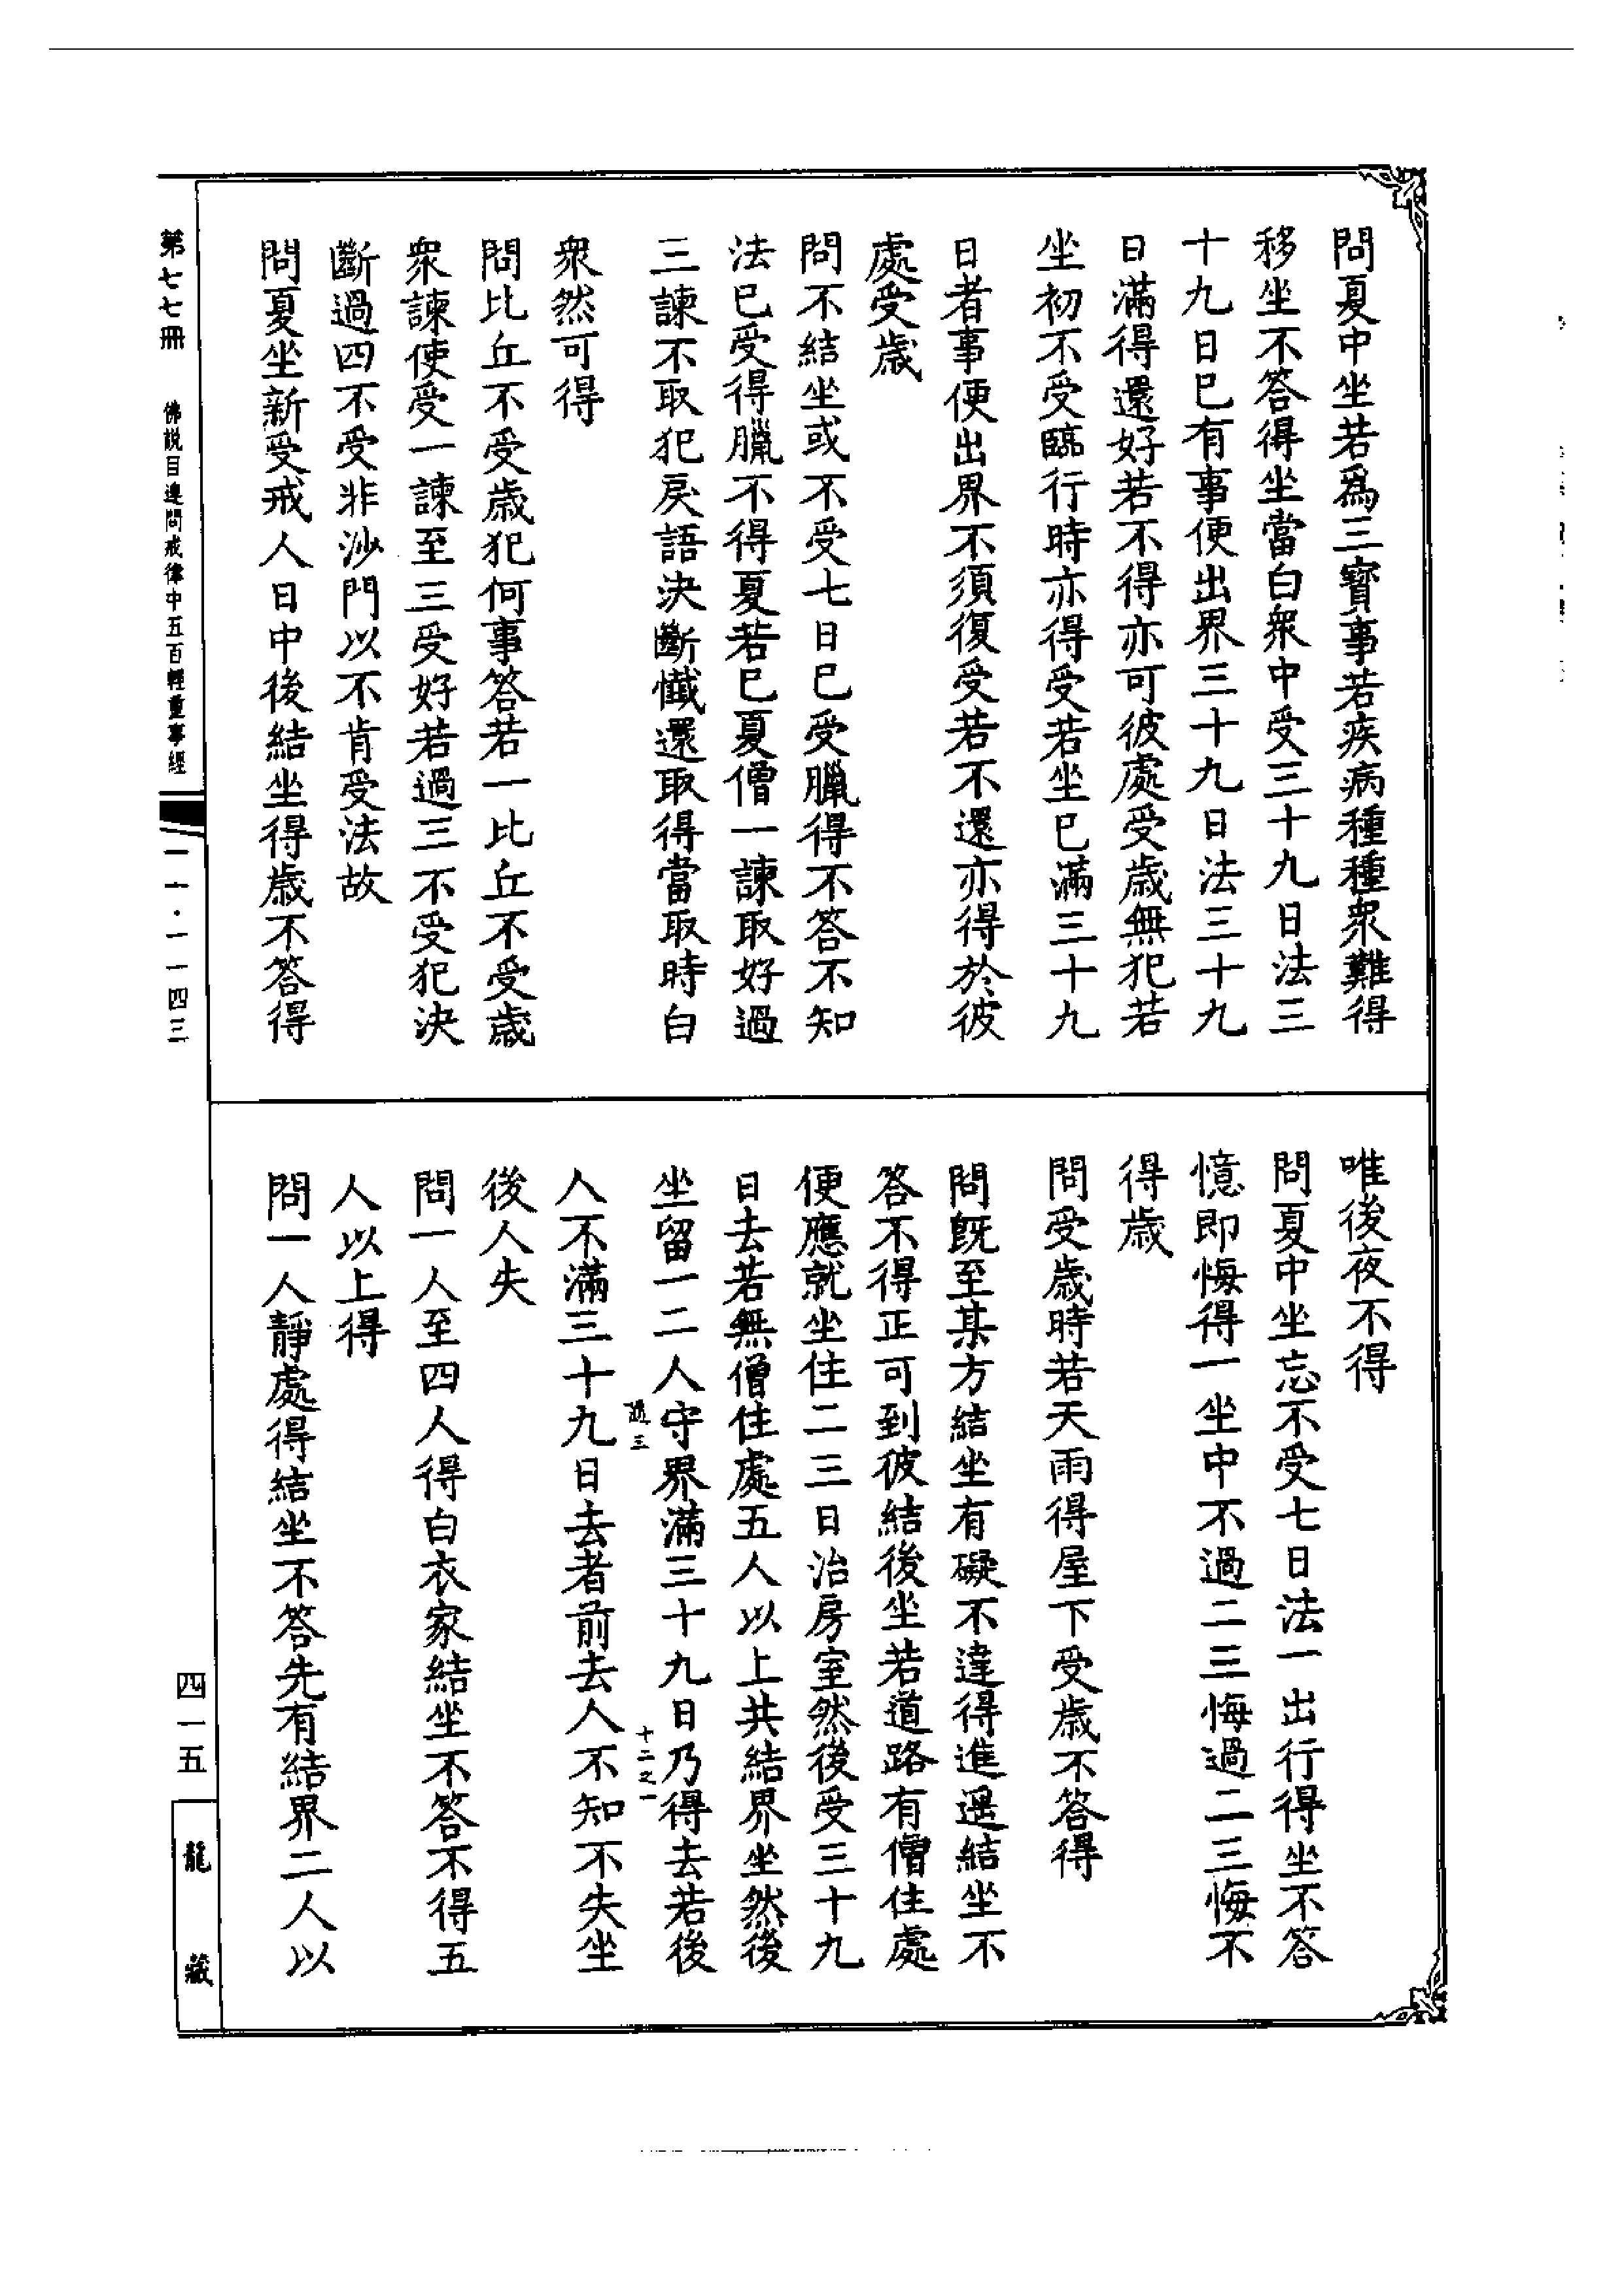 問夏中坐若爲三寶事若疾病種種衆難得
移坐不答得坐當白衆中受三十九日法三
十九日巳有事便出界三十九日法三十九
日滿得還好若不得亦可彼處受歲無犯若
坐初不受臨行時亦得受若坐巳滿三十九
日者事便出界不須復受若不還亦得於彼
處受歲
問不結坐或不受七日巳受臘得不答不知
法巳受得臘不得夏若巳夏僧一諫取好過
三諫不取犯戾語決斷懺還取得當取時白
衆然可得
問比丘不受歲犯何事答若一比丘不受歲
衆諫使受一諫至三受好若過三不受犯決
斷過四不受非沙門以不肯受法故
問夏坐新受戒人日中後結坐得歲不答得
唯後夜不得
問夏中坐忘不受七日法一出行得坐不答
憶即悔得一坐中不過二三悔過二三悔不
得歲
問受歲時若天雨得屋下受歲不答得
問既至某方結坐有礙不達得進遥結坐不
答不得正可到彼結後坐若道路有僧住處
便應就坐住二三日治房室然後受三十九
日去若無僧住處五人以上共結界坐然後
坐留一二人守界滿三十九日乃得去若後
十二之一
人不滿三十九日去者前去人不知不失坐
後人失
問一人至四人得白衣家結坐不答不得五
人以上得
問一人靜處得結坐不答先有結界二人以
第七七冊
佛説目連問戒律中五百輕重事經
一一·一一四三
四一五
龍藏